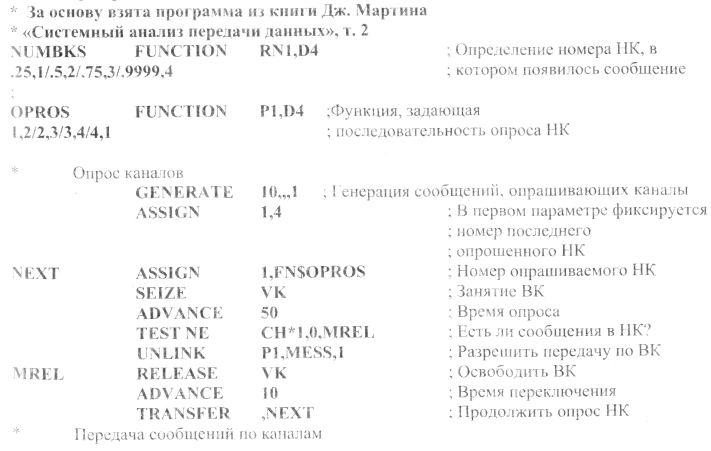 * За основу взята программа из книги Дж. Мартина
* «Системный анализ передачи данных», т. 2
NUMBKS FUNCTION RN1,D4 ; Определение номера НК, в
.25,1/.5,2/.75,3/.9999,4 ; котором появилось сообщение
;
OPROS FUNCTION P1,D4 ;Функция, задающая
1,2/2,3/3,4/4,1 ; последовательность опроса НК
* Опрос каналов
GENERATE 10,,,1 ; Генерация сообщений, опрашивающих каналы
ASSIGN 1,4 ; В первом параметре фиксируется
; номер последнего
; опрошенного НК
NEXT ASSIGN 1,FN$OPROS ; Номер опрашиваемого НК
SEIZE VK ; Занятие ВК
ADVANCE 50 ; Время опроса
TEST NE CH*1,0,MREL ; Есть ли сообщения в НК?
UNLINK P1,MESS,1 ; Разрешить передачу по ВК
MREL RELEASE VK ; Освободить ВК
ADVANCE 10 ; Время переключения
TRANSFER ,NEXT ; Продолжить опрос НК
* Передача сообщений по каналам